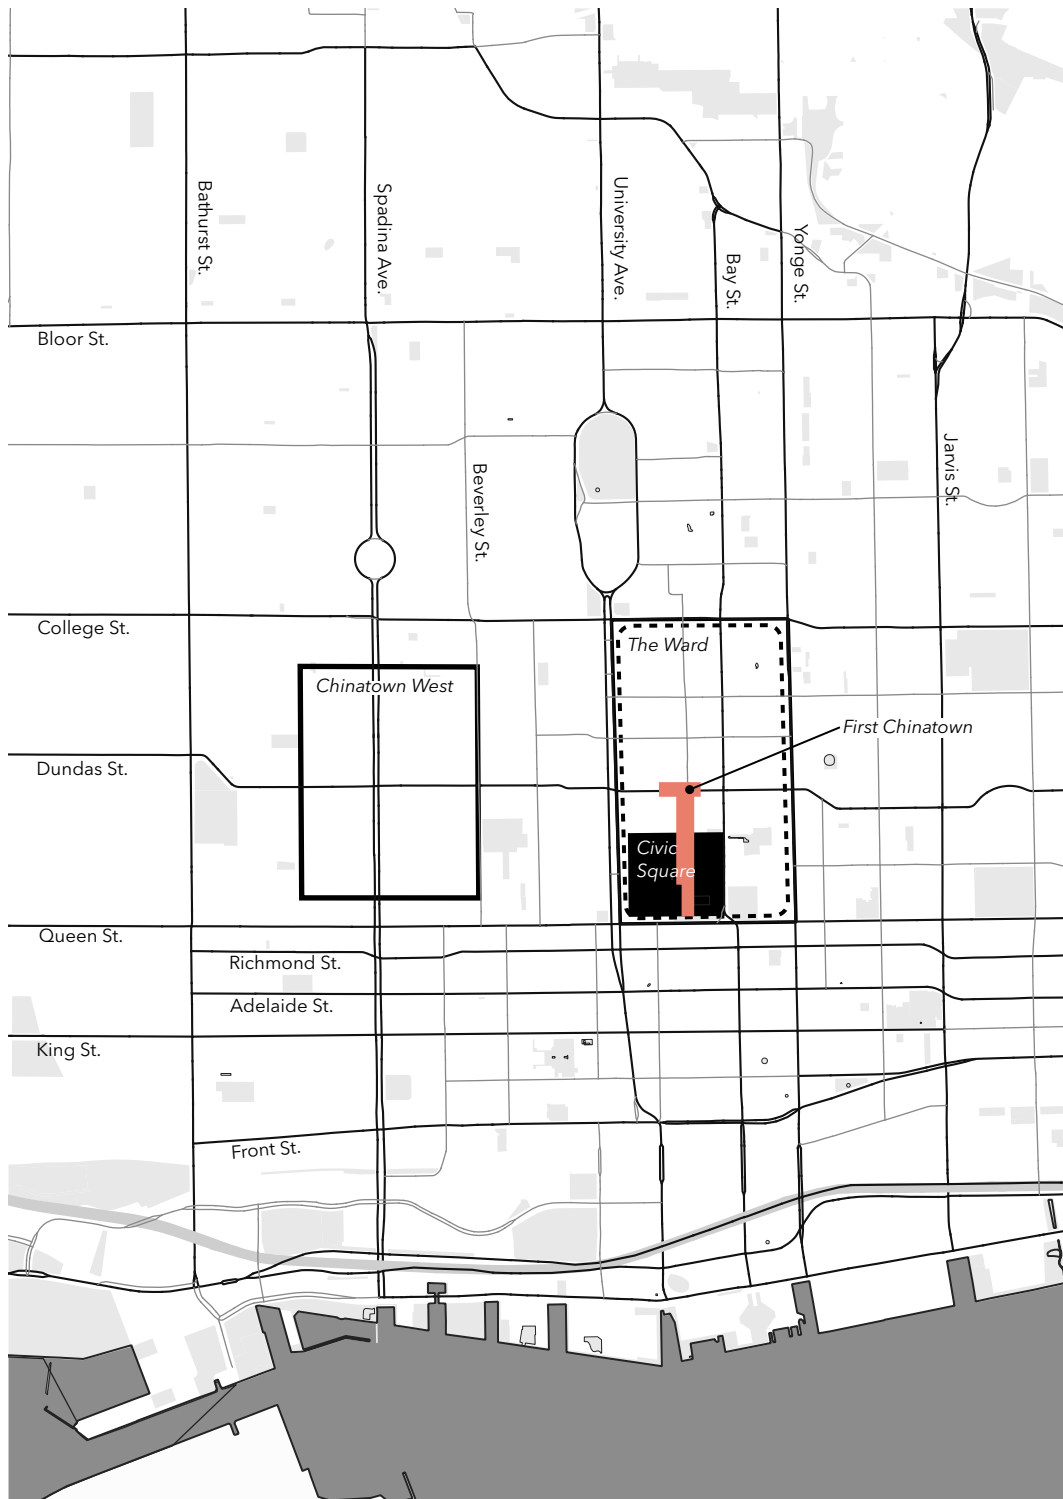 Bathurst St.
Spadina Ave.
University Ave.
Bay St.
Yonge St.
Bloor St.
Beverley St.
Jarvis St.
College St.
The Ward
Chinatown West
First Chinatown
Dundas St.
Civic
Square
Queen St.
Richmond St.
Adelaide St.
King St.
Front St.